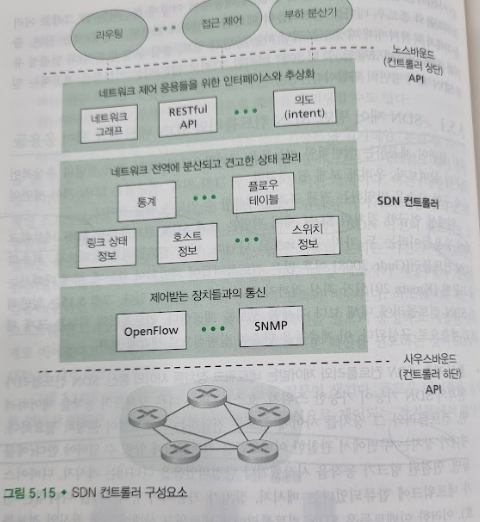 라우팅
접근 제어
부하 분산기
노스바운드
(컨트롤러 상단)
API
네트워크 제어 응용들을 위한 인터페이스와 추상화
네트워크
그래프
RESTful
API
의도
(intent)
네트워크 전역에 분산되고 견고한 상태 관리
통계
플로우
테이블
SDN 컨트롤러
링크 상태
정보
호스트
정보
스위치
정보
제어받는 장치들과의 통신
OpenFlow
SNMP
사우스바운드
(컨트롤러 하단)
API
그림 5.15 ◆ SDN 컨트롤러 구성요소